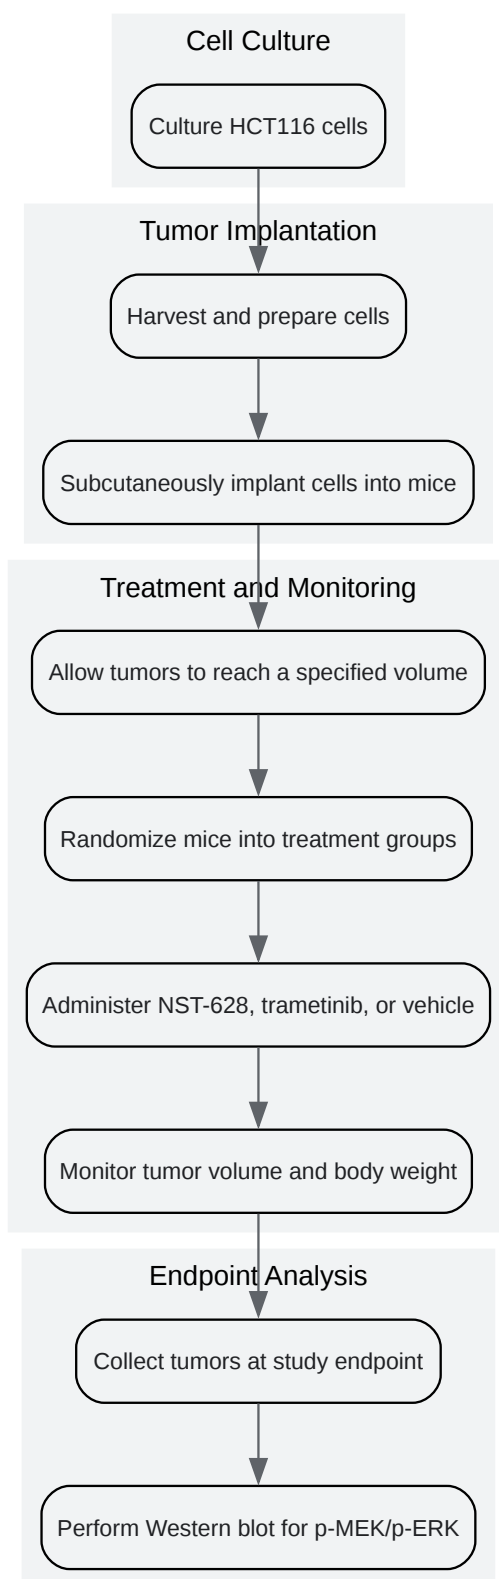 Cell Culture
Culture HCT116 cells
Tumor Implantation
Harvest and prepare cells
Subcutaneously implant cells into mice
Treatment and Monitoring
Allow tumors to reach a specified volume
Randomize mice into treatment groups
Administer NST-628, trametinib, or vehicle
Monitor tumor volume and body weight
Endpoint Analysis
Collect tumors at study endpoint
Perform Western blot for p-MEK/p-ERK